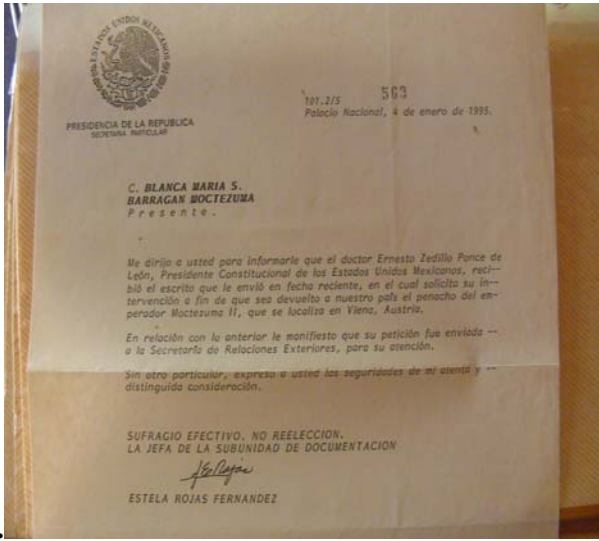 ESTADOS UNIDOS MEXICANOS
PRESIDENCIA DE LA REPUBLICA
SECRETARIA PARTICULAR
101.2/5 563
Palacio Nacional, 4 de enero de 1995.
C. BLANCA MARIA S.
BARRAGAN MOCTEZUMA
P r e s e n t e .
Me dirijo a usted para informarle que el doctor Ernesto Zedillo Ponce de
León, Presidente Constitucional de los Estados Unidos Mexicanos, reci--
bió el escrito que le envió en fecha reciente, en el cual solicita su in--
tervención a fin de que sea devuelto a nuestro país el penacho del em-
perador Moctezuma II, que se localiza en Viena, Austria.
En relación con lo anterior le manifiesto que su petición fue enviada --
a la Secretaría de Relaciones Exteriores, para su atención.
Sin otro particular, expreso a usted las seguridades de mi atenta y --
distinguida consideración.
SUFRAGIO EFECTIVO. NO REELECCION.
LA JEFA DE LA SUBUNIDAD DE DOCUMENTACION
JERojas
ESTELA ROJAS FERNANDEZ